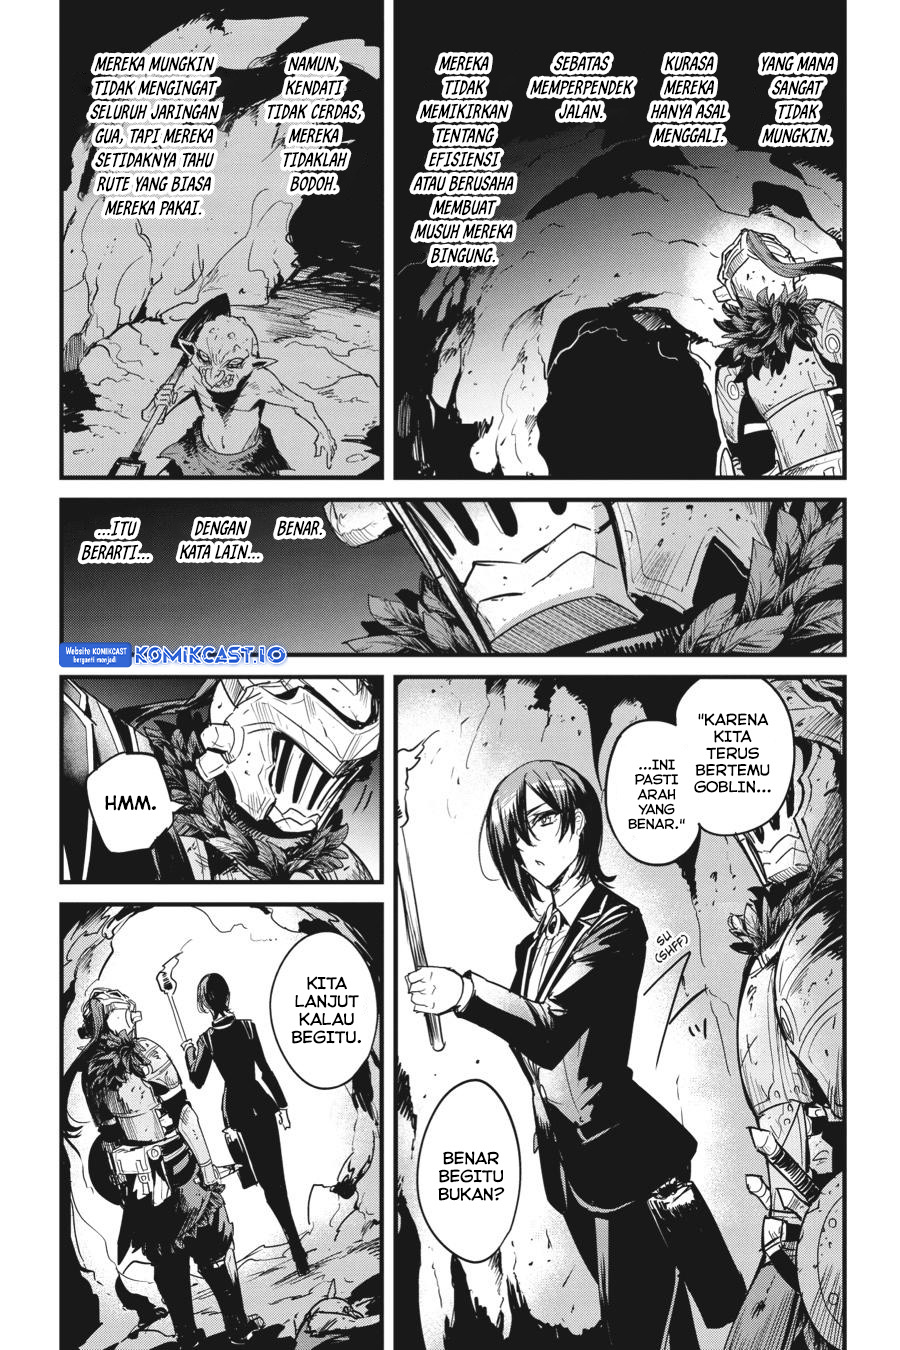 YANG MANA
SANGAT
TIDAK
MUNGKIN.
KURASA
MEREKA
HANYA ASAL
MENGGALI.
SEBATAS
MEMPERPENDEK
JALAN.
MEREKA
TIDAK
MEMIKIRKAN
TENTANG
EFISIENSI
ATAU BERUSAHA
MEMBUAT
MUSUH MEREKA
BINGUNG.
NAMUN,
KENDATI
TIDAK CERDAS,
MEREKA
TIDAKLAH
BODOH.
MEREKA MUNGKIN
TIDAK MENGINGAT
SELURUH JARINGAN
GUA, TAPI MEREKA
SETIDAKNYA TAHU
RUTE YANG BIASA
MEREKA PAKAI.
BENAR.
DENGAN
KATA LAIN...
...ITU
BERARTI...
Website KOMIKCAST
berganti menjadi
KOMIKCAST.IO
"KARENA
KITA
TERUS
BERTEMU
GOBLIN...
...INI
PASTI
ARAH
YANG
BENAR."
SU
(SHFF)
BENAR
BEGITU
BUKAN?
HMM.
KITA
LANJUT
KALAU
BEGITU.